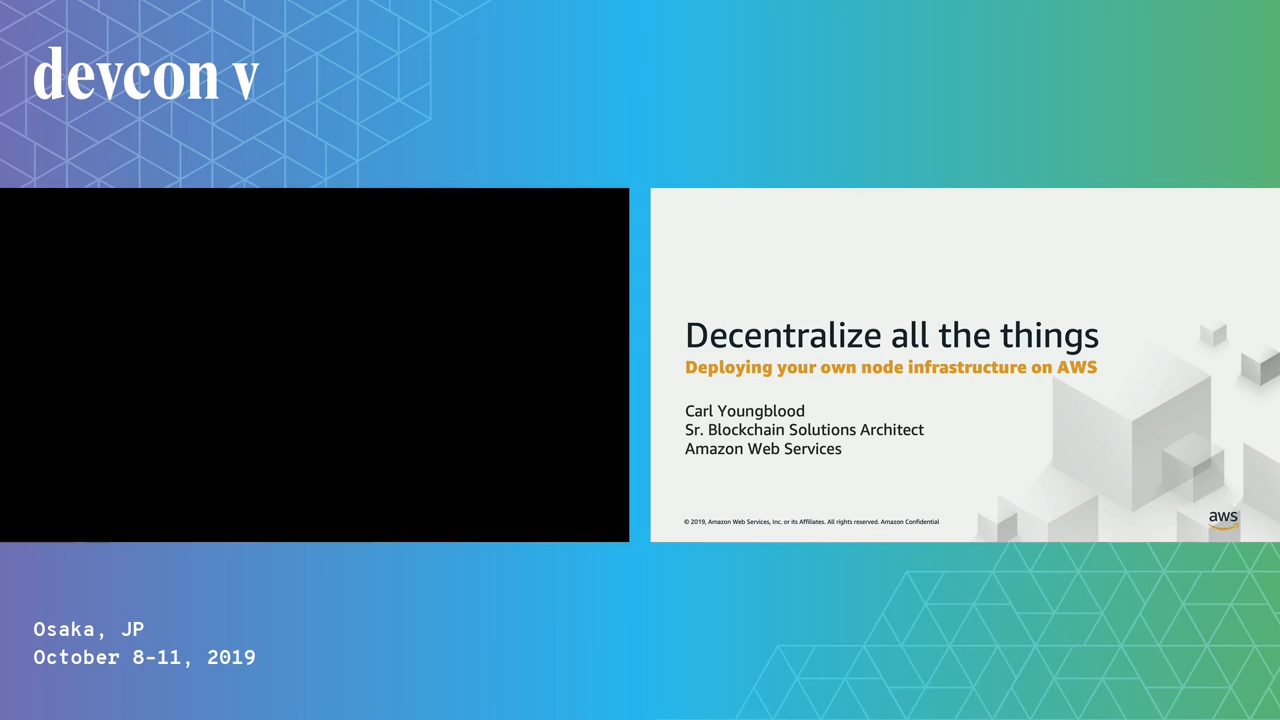 devcon v
Decentralize all the things
Deploying your own node infrastructure on AWS
Carl Youngblood
Sr. Blockchain Solutions Architect
Amazon Web Services
© 2019, Amazon Web Services, Inc. or its Affiliates. All rights reserved. Amazon Confidential
aws
Osaka, JP
October 8-11, 2019